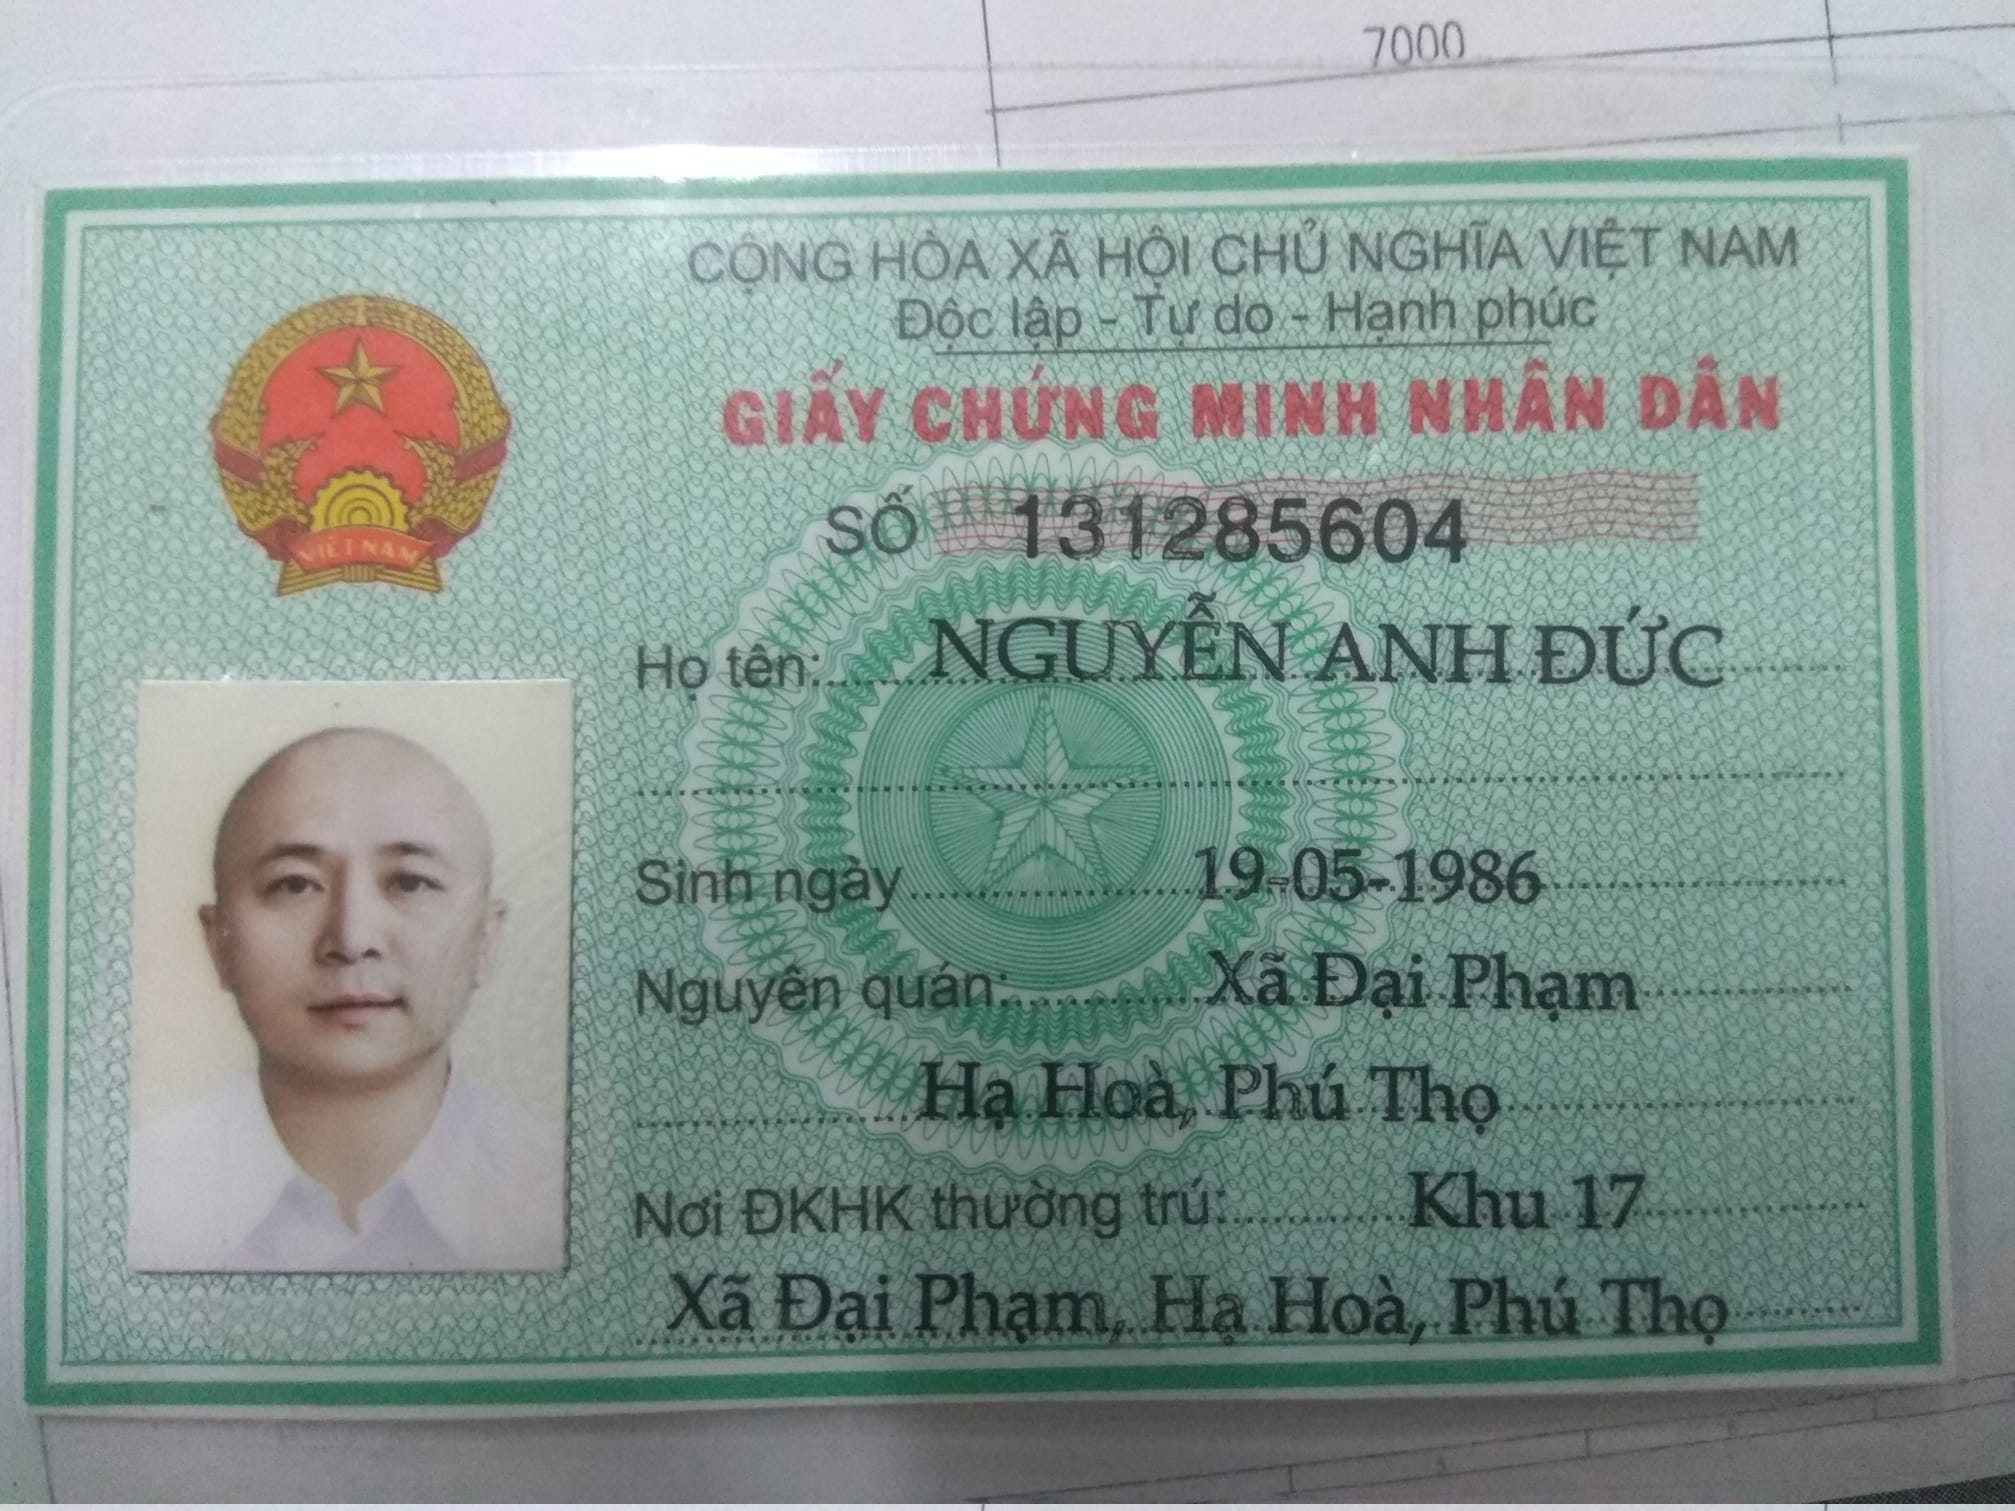 7000
CỘNG HÒA XÃ HỘI CHỦ NGHĨA VIỆT NAM
Độc lập - Tự do - Hạnh phúc
GIẤY CHỨNG MINH NHÂN DÂN
VIỆT NAM
SỐ 131285604
Họ tên: NGUYỄN ANH ĐỨC
Sinh ngày 19-05-1986
Nguyên quán: Xã Đại Phạm
Hạ Hoà, Phú Thọ
Nơi ĐKHK thường trú: Khu 17
Xã Đại Phạm, Hạ Hoà, Phú Thọ